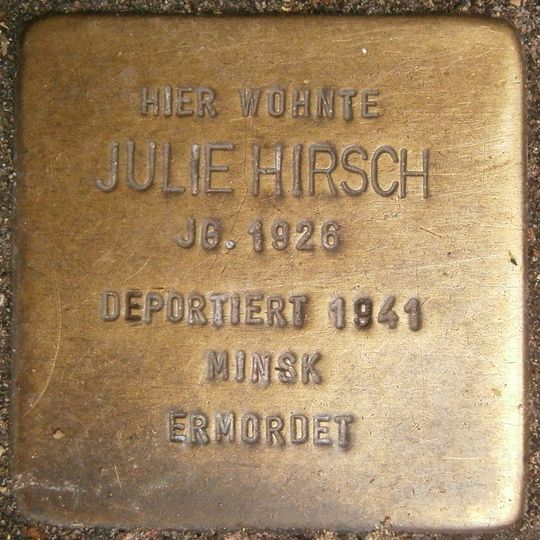 HIER WOHNTE
JULIE HIRSCH
JG. 1926
DEPORTIERT 1941
MINSK
ERMORDET